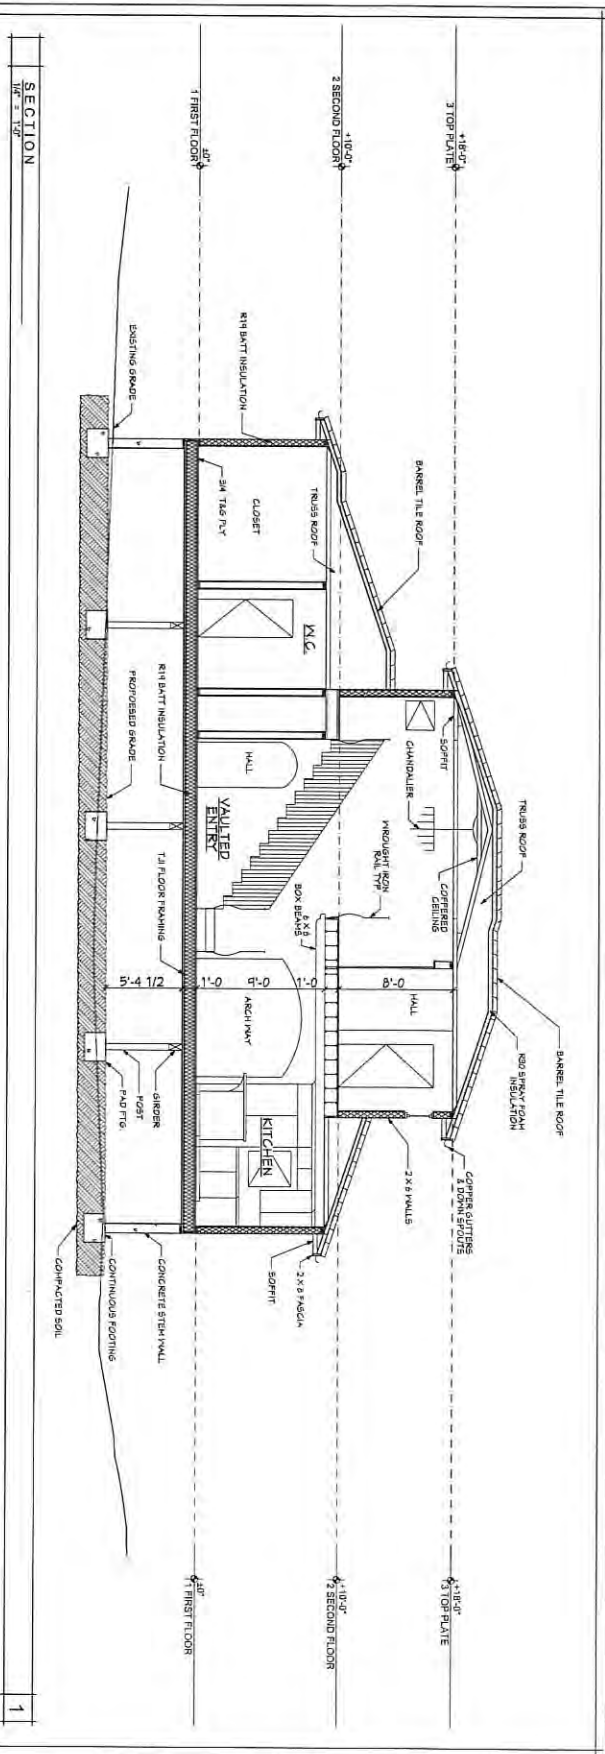 +18'-0"
3 TOP PLATE
+10'-0"
2 SECOND FLOOR
±0"
1 FIRST FLOOR
BARREL TILE ROOF
TRUSS ROOF
BARREL TILE ROOF
R30 SPRAY FOAM
INSULATION
SOFFIT
CHANDALIER
COFFERED
CEILING
COPPER GUTTERS
& DOWN SPOUTS
R19 BATT INSULATION
TRUSS ROOF
WROUGHT IRON
RAIL TYP
8'-0
HALL
2 X 6 WALLS
CLOSET
W.C.
HALL
VAULTED
ENTRY
6 X 8
BOX BEAMS
1'-0
9'-0
1'-0
ARCH WAY
KITCHEN
SOFFIT
2 X 8 FASCIA
3/4" T&G PLY
EXISTING GRADE
R19 BATT INSULATION
PROPOESED GRADE
TJI FLOOR FRAMING
5'-4 1/2
GIRDER
POST
PAD FTG.
CONCRETE STEM WALL
CONTINUOUS FOOTING
COMPACTED SOIL
+18'-0"
3 TOP PLATE
+10'-0"
2 SECOND FLOOR
±0"
1 FIRST FLOOR
SECTION
1/4" = 1'-0"
1